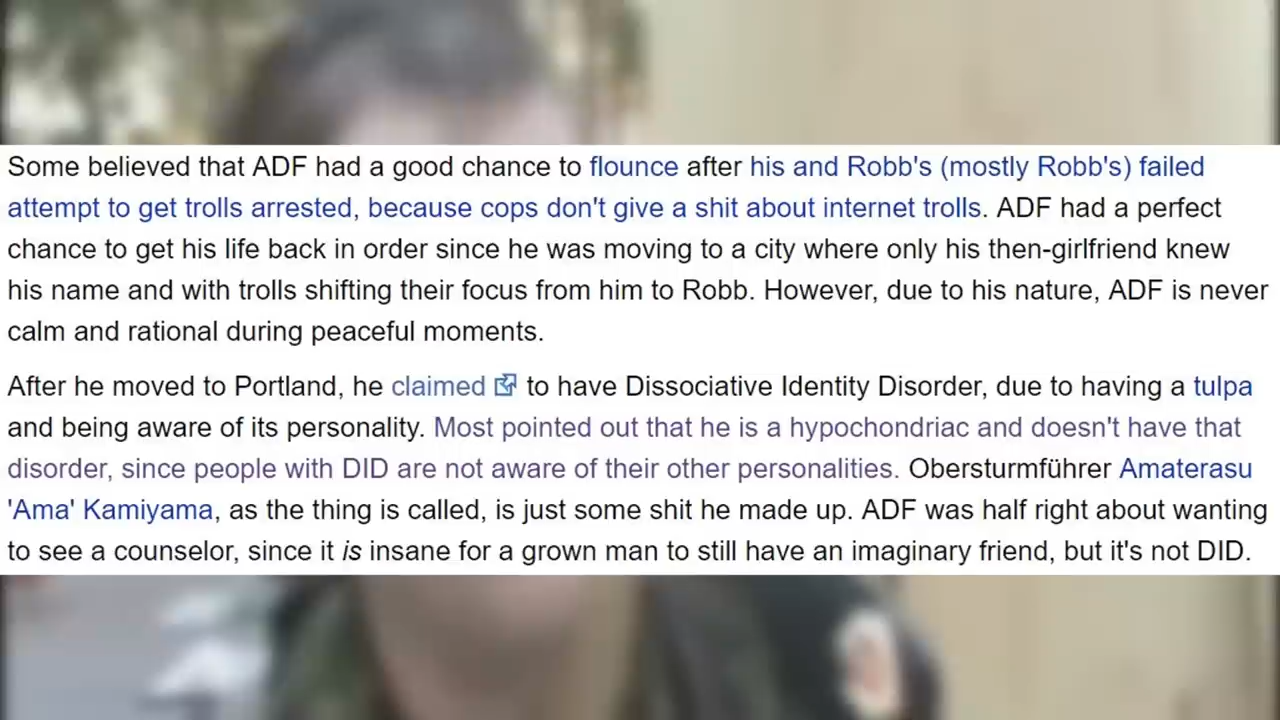 Some believed that ADF had a good chance to flounce after his and Robb's (mostly Robb's) failed
attempt to get trolls arrested, because cops don't give a shit about internet trolls. ADF had a perfect
chance to get his life back in order since he was moving to a city where only his then-girlfriend knew
his name and with trolls shifting their focus from him to Robb. However, due to his nature, ADF is never
calm and rational during peaceful moments.
After he moved to Portland, he claimed to have Dissociative Identity Disorder, due to having a tulpa
and being aware of its personality. Most pointed out that he is a hypochondriac and doesn't have that
disorder, since people with DID are not aware of their other personalities. Obersturmführer Amaterasu
'Ama' Kamiyama, as the thing is called, is just some shit he made up. ADF was half right about wanting
to see a counselor, since it is insane for a grown man to still have an imaginary friend, but it's not DID.